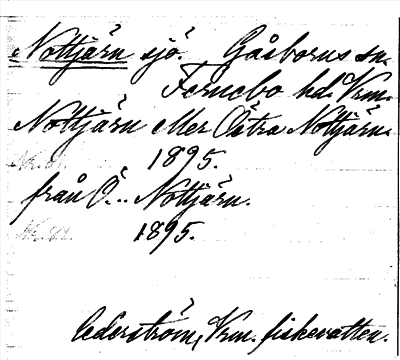 Nottjärn sjö. Gåsborns sn.
Färnebo hd. Vrm.
Nottjärn eller Östra Nottjärn.
1895.
från Ö. Nottjärn.
1895.
Cederström, Vrm. fiskevatten.